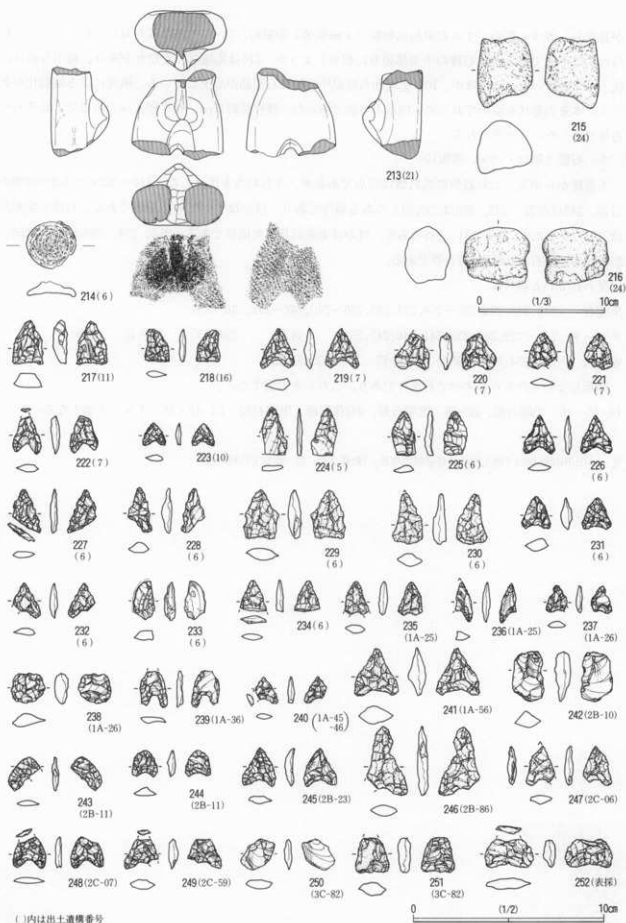 213(21)
215
(24)
214(6)
216
(24)
0 (1/3) 10cm
217(11)
218(16)
219(7)
220
(7)
221
(7)
222(7)
223(10)
224(5)
225(6)
226
(6)
227
(6)
228
(6)
229
(6)
230
(6)
231
(6)
232
(6)
233
(6)
234(6)
235
(1A-25)
236(1A-25)
237
(1A-26)
238
(1A-26)
239(1A-36)
240(1A-45
-46)
241(1A-56)
242(2B-10)
243
(2B-11)
244
(2B-11)
245(2B-23)
246(2B-86)
247(2C-06)
248(2C-07)
249(2C-59)
250
(3C-82)
251
(3C-82)
252(表採)
( )内は出土遺構番号
0 (1/2) 10cm